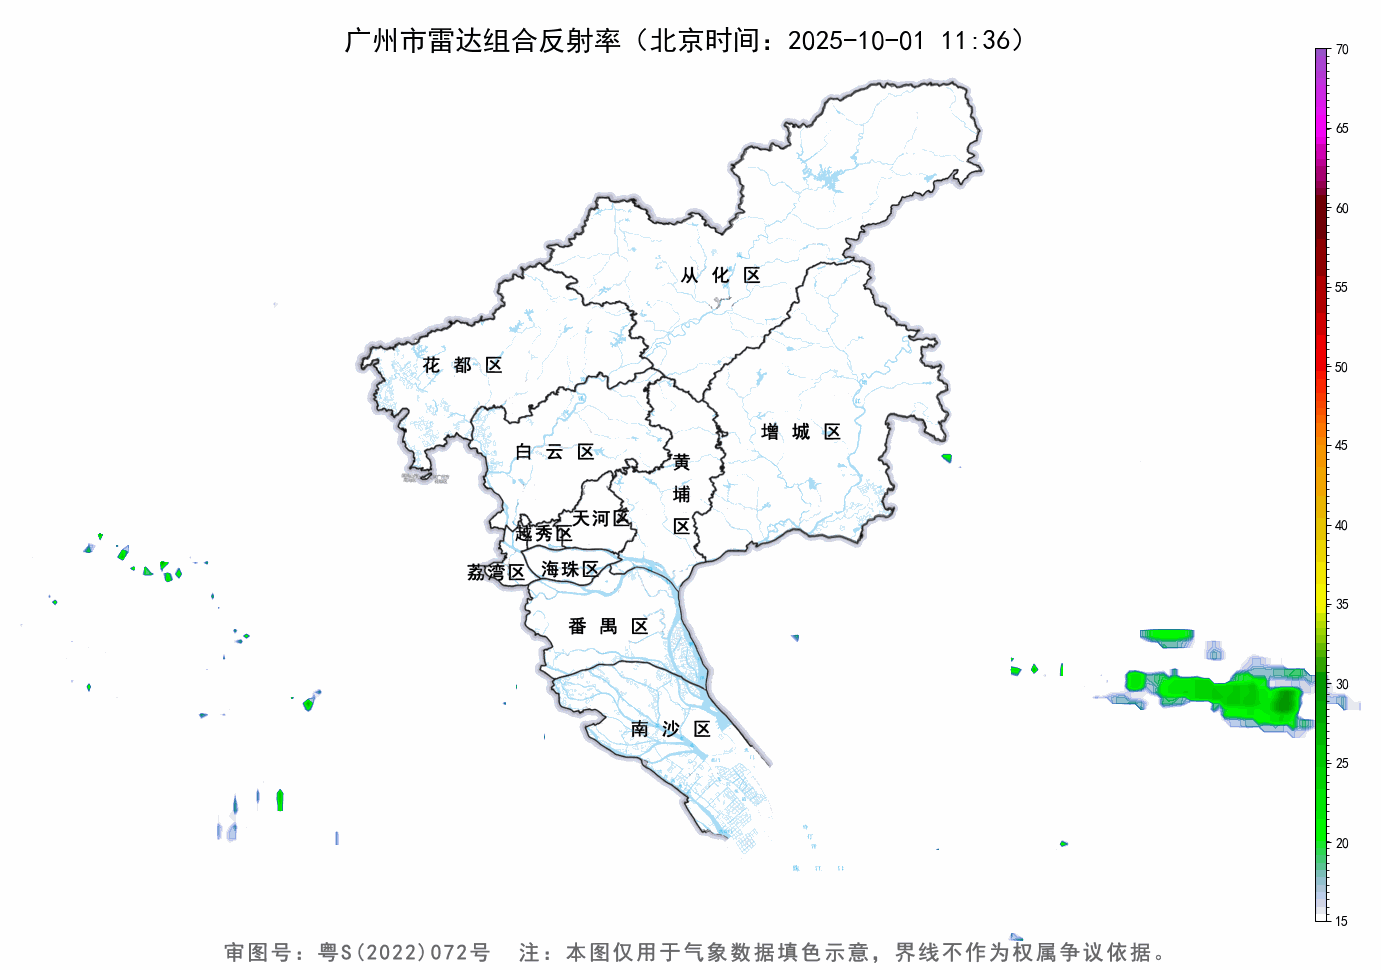 广州市雷达组合反射率（北京时间：2025-10-01 11:36）
70
65
60
55
50
45
40
35
30
25
20
15
从化区
花都区
增城区
白云区
黄埔区
天河区
越秀区
荔湾区
海珠区
番禺区
南沙区
审图号：粤S(2022)072号 注：本图仅用于气象数据填色示意，界线不作为权属争议依据。